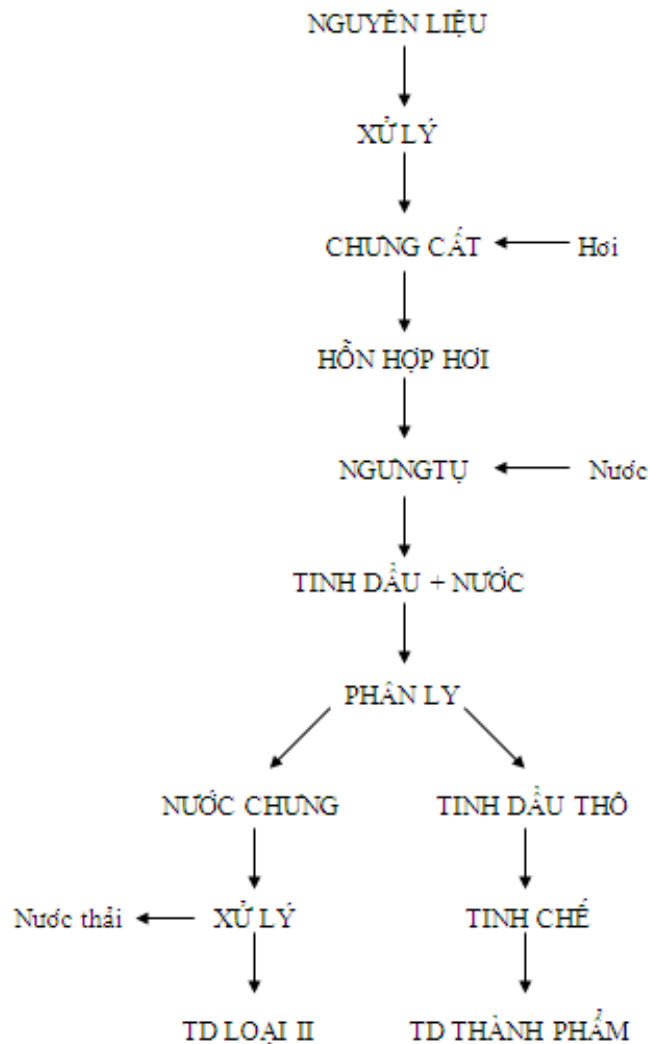 NGUYÊN LIỆU
XỬ LÝ
CHƯNG CẤT Hơi
HỖN HỢP HƠI
NGƯNGTỤ Nước
TINH DẦU + NƯỚC
PHÂN LY
NƯỚC CHƯNG TINH DẦU THÔ
Nước thải XỬ LÝ TINH CHẾ
TD LOẠI II TD THÀNH PHẨM